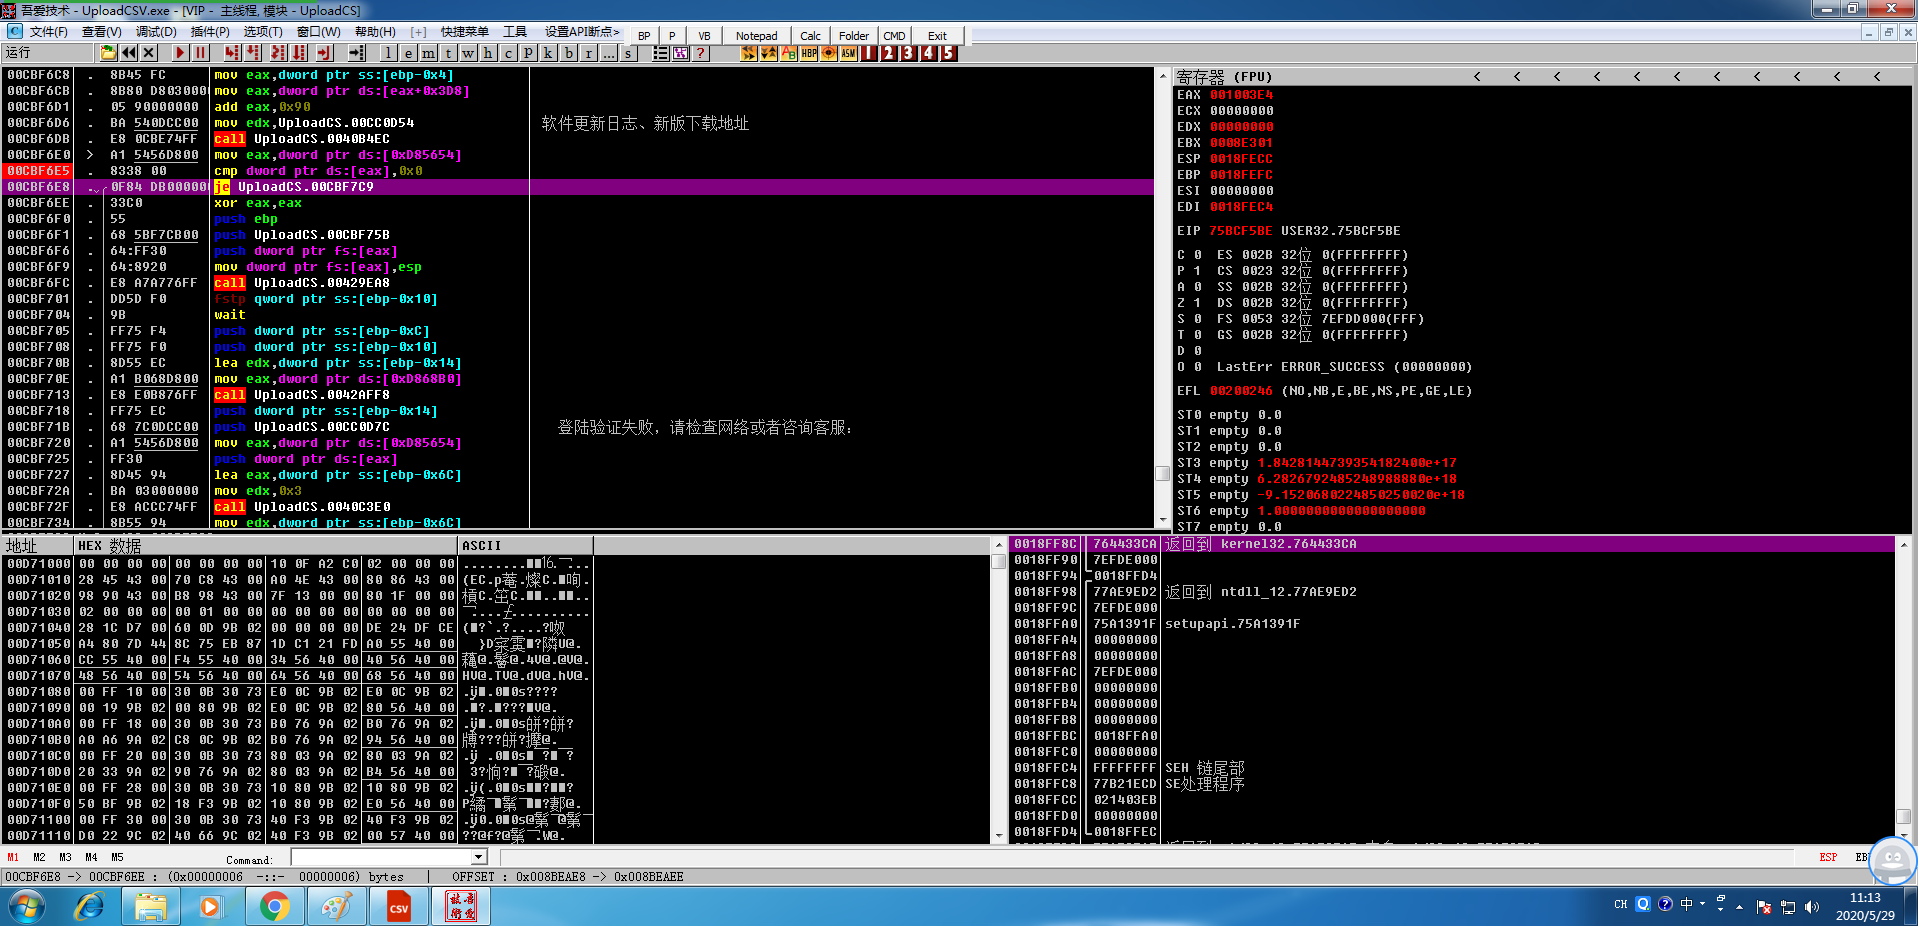 吾爱技术 - UploadCSV.exe - [VIP - 主线程, 模块 - UploadCS]
文件(F) 查看(V) 调试(D) 插件(P) 选项(T) 窗口(W) 帮助(H) [+] 快捷菜单 工具 设置API断点> BP P VB Notepad Calc Folder CMD Exit
运行 l e m t w h c p k b r ... s ? HBP ASM 1 2 3 4 5
00CBF6C8 . 8B45 FC mov eax,dword ptr ss:[ebp-0x4]
00CBF6CB . 8B80 D8030000 mov eax,dword ptr ds:[eax+0x3D8]
00CBF6D1 . 05 90000000 add eax,0x90
00CBF6D6 . BA 540DCC00 mov edx,UploadCS.00CC0D54 软件更新日志、新版下载地址
00CBF6DB . E8 0CBE74FF call UploadCS.0040B4EC
00CBF6E0 > A1 5456D800 mov eax,dword ptr ds:[0xD85654]
00CBF6E5 . 8338 00 cmp dword ptr ds:[eax],0x0
00CBF6E8 . 0F84 DB000000 je UploadCS.00CBF7C9
00CBF6EE . 33C0 xor eax,eax
00CBF6F0 . 55 push ebp
00CBF6F1 . 68 5BF7CB00 push UploadCS.00CBF75B
00CBF6F6 . 64:FF30 push dword ptr fs:[eax]
00CBF6F9 . 64:8920 mov dword ptr fs:[eax],esp
00CBF6FC . E8 A7A776FF call UploadCS.00429EA8
00CBF701 . DD5D F0 fstp qword ptr ss:[ebp-0x10]
00CBF704 . 9B wait
00CBF705 . FF75 F4 push dword ptr ss:[ebp-0xC]
00CBF708 . FF75 F0 push dword ptr ss:[ebp-0x10]
00CBF70B . 8D55 EC lea edx,dword ptr ss:[ebp-0x14]
00CBF70E . A1 B068D800 mov eax,dword ptr ds:[0xD868B0]
00CBF713 . E8 E0B876FF call UploadCS.0042AFF8
00CBF718 . FF75 EC push dword ptr ss:[ebp-0x14]
00CBF71B . 68 7C0DCC00 push UploadCS.00CC0D7C 登陆验证失败，请检查网络或者咨询客服：
00CBF720 . A1 5456D800 mov eax,dword ptr ds:[0xD85654]
00CBF725 . FF30 push dword ptr ds:[eax]
00CBF727 . 8D45 94 lea eax,dword ptr ss:[ebp-0x6C]
00CBF72A . BA 03000000 mov edx,0x3
00CBF72F . E8 ACCC74FF call UploadCS.0040C3E0
00CBF734 . 8B55 94 mov edx,dword ptr ss:[ebp-0x6C]
寄存器 (FPU) < < < < < < < < < < <
EAX 001003E4
ECX 00000000
EDX 00000000
EBX 0008E301
ESP 0018FECC
EBP 0018FEFC
ESI 00000000
EDI 0018FEC4
EIP 75BCF5BE USER32.75BCF5BE
C 0 ES 002B 32位 0(FFFFFFFF)
P 1 CS 0023 32位 0(FFFFFFFF)
A 0 SS 002B 32位 0(FFFFFFFF)
Z 1 DS 002B 32位 0(FFFFFFFF)
S 0 FS 0053 32位 7EFDD000(FFF)
T 0 GS 002B 32位 0(FFFFFFFF)
D 0
O 0 LastErr ERROR_SUCCESS (00000000)
EFL 00200246 (NO,NB,E,BE,NS,PE,GE,LE)
ST0 empty 0.0
ST1 empty 0.0
ST2 empty 0.0
ST3 empty 1.8428144739354182400e+17
ST4 empty 6.2826792485248988880e+18
ST5 empty -9.1520680224850250020e+18
ST6 empty 1.0000000000000000000
ST7 empty 0.0
地址 HEX 数据 ASCII
00D71000 00 00 00 00 00 00 00 00 10 0F A2 C0 02 00 00 00
00D71010 28 45 43 00 70 C8 43 00 A0 4E 43 00 80 86 43 00
00D71020 98 90 43 00 B8 98 43 00 7F 13 00 00 80 1F 00 00
00D71030 02 00 00 00 00 01 00 00 00 00 00 00 00 00 00 00
00D71040 28 1C D7 00 60 0D 9B 02 00 00 00 00 DE 24 DF CE
00D71050 A4 80 7D 44 8C 75 EB 87 1D C1 21 FD A0 55 40 00
00D71060 CC 55 40 00 F4 55 40 00 34 56 40 00 40 56 40 00
00D71070 48 56 40 00 54 56 40 00 64 56 40 00 68 56 40 00 HV@.TV@.dV@.hV@.
00D71080 00 FF 10 00 30 0B 30 73 E0 0C 9B 02 E0 0C 9B 02
00D71090 00 19 9B 02 00 80 9B 02 E0 0C 9B 02 80 56 40 00
00D710A0 00 FF 18 00 30 0B 30 73 B0 76 9A 02 B0 76 9A 02
00D710B0 A0 A6 9A 02 C8 0C 9B 02 B0 76 9A 02 94 56 40 00
00D710C0 00 FF 20 00 30 0B 30 73 80 03 9A 02 80 03 9A 02
00D710D0 20 33 9A 02 90 76 9A 02 80 03 9A 02 B4 56 40 00
00D710E0 00 FF 28 00 30 0B 30 73 10 80 9B 02 10 80 9B 02
00D710F0 50 BF 9B 02 18 F3 9B 02 10 80 9B 02 E0 56 40 00
00D71100 00 FF 30 00 30 0B 30 73 40 F3 9B 02 40 F3 9B 02
00D71110 D0 22 9C 02 40 66 9C 02 40 F3 9B 02 00 57 40 00
0018FF8C 764433CA 返回到 kernel32.764433CA
0018FF90 7EFDE000
0018FF94 0018FFD4
0018FF98 77AE9ED2 返回到 ntdll_12.77AE9ED2
0018FF9C 7EFDE000
0018FFA0 75A1391F setupapi.75A1391F
0018FFA4 00000000
0018FFA8 00000000
0018FFAC 7EFDE000
0018FFB0 00000000
0018FFB4 00000000
0018FFB8 00000000
0018FFBC 0018FFA0
0018FFC0 00000000
0018FFC4 FFFFFFFF SEH 链尾部
0018FFC8 77B21ECD SE处理程序
0018FFCC 021403EB
0018FFD0 00000000
0018FFD4 0018FFEC
M1 M2 M3 M4 M5 Command: ESP
00CBF6E8 -> 00CBF6EE : (0x00000006 -::- 00000006) bytes | OFFSET : 0x008BEAE8 -> 0x008BEAEE
CSV CH 中 11:13
2020/5/29